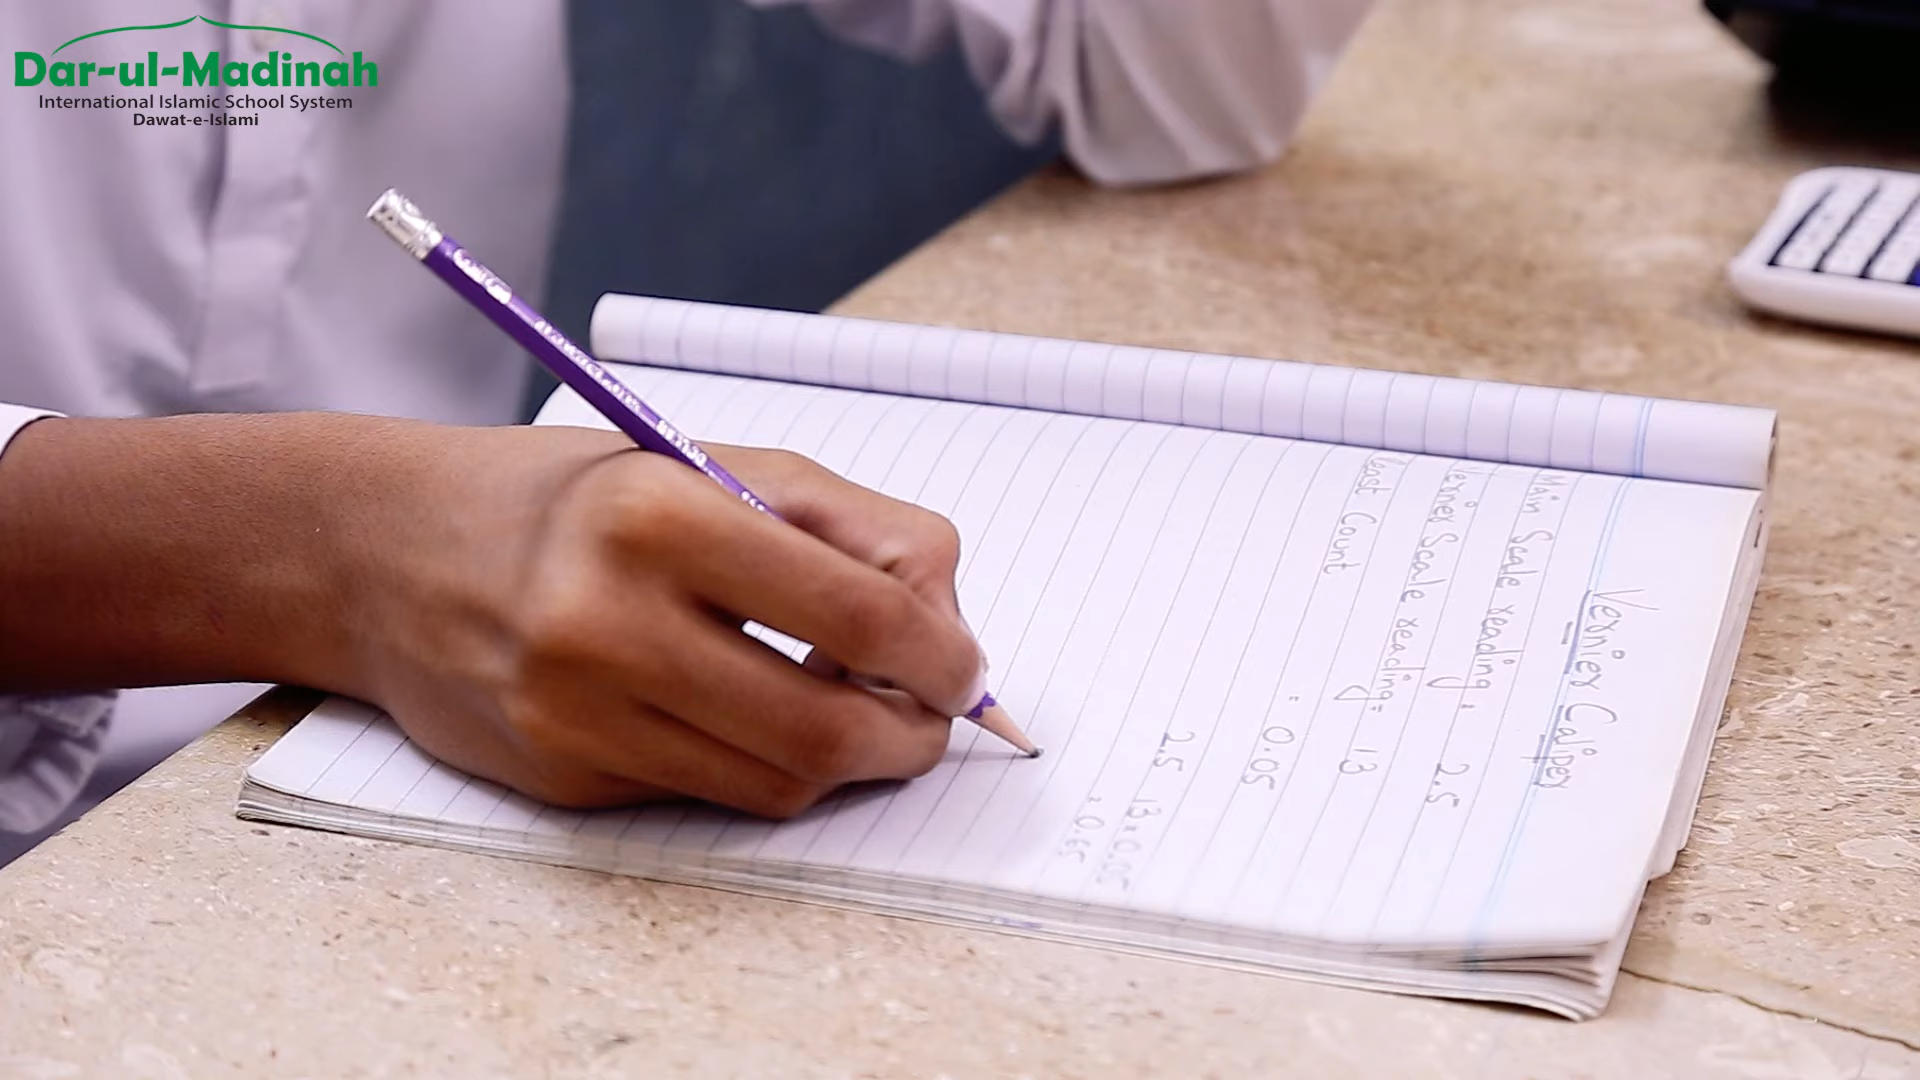 Dar-ul-Madinah
International Islamic School System
Dawat-e-Islami
Vernier Caliper
Main Scale reading = 2.5
Vernier Scale reading = 13
Least Count
= 0.05
2.5 13 x 0.05
= 0.65